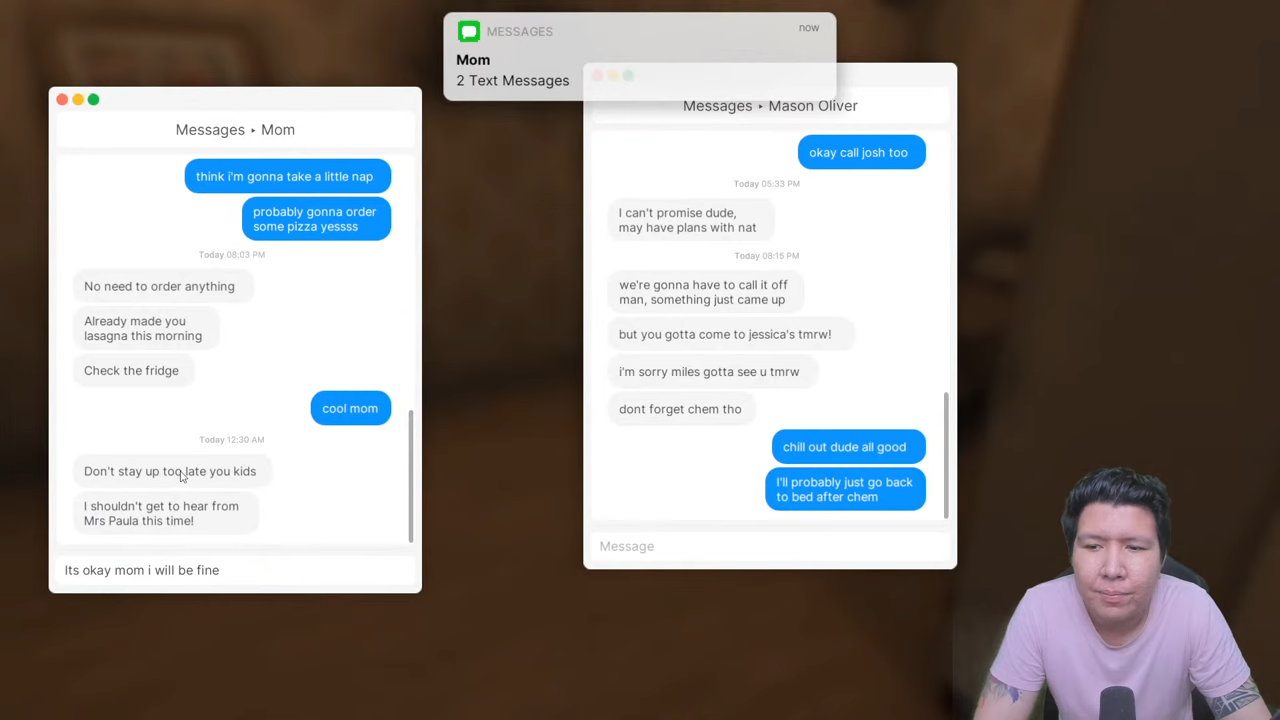 MESSAGES
now
Mom
2 Text Messages
Messages ▸ Mom
think i'm gonna take a little nap
probably gonna order
some pizza yessss
Today 08:03 PM
No need to order anything
Already made you
lasagna this morning
Check the fridge
cool mom
Today 12:30 AM
Don't stay up too late you kids
I shouldn't get to hear from
Mrs Paula this time!
Its okay mom i will be fine
Messages ▸ Mason Oliver
okay call josh too
Today 05:33 PM
I can't promise dude,
may have plans with nat
Today 08:15 PM
we're gonna have to call it off
man, something just came up
but you gotta come to jessica's tmrw!
i'm sorry miles gotta see u tmrw
dont forget chem tho
chill out dude all good
I'll probably just go back
to bed after chem
Message